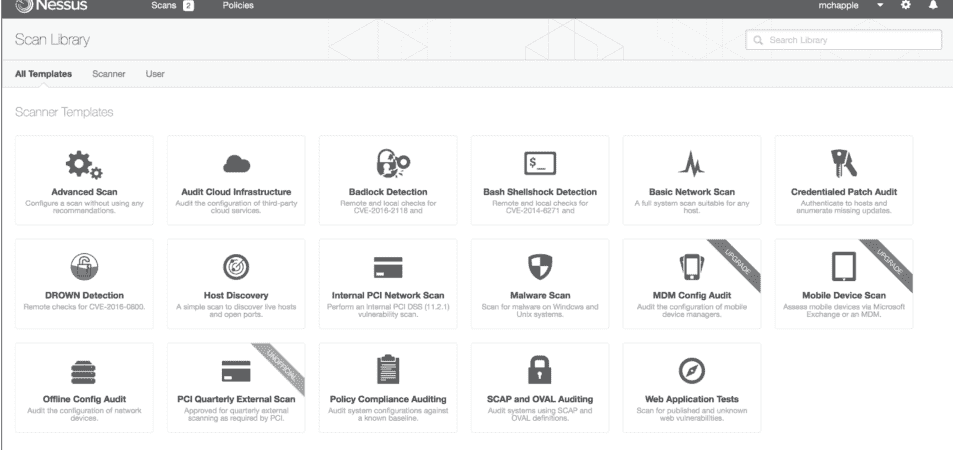 Nessus Scans 2 Policies mchapple
Scan Library Search Library
All Templates Scanner User
Scanner Templates
$_
Advanced Scan
Configure a scan without using any
recommendations.
Audit Cloud Infrastructure
Audit the configuration of third-party
cloud services.
Badlock Detection
Remote and local checks for
CVE-2016-2118 and
Bash Shellshock Detection
Remote and local checks for
CVE-2014-6271 and
Basic Network Scan
A full system scan suitable for any
host.
Credentialed Patch Audit
Authenticate to hosts and
enumerate missing updates.
DROWN Detection
Remote checks for CVE-2016-0800.
Host Discovery
A simple scan to discover live hosts
and open ports.
Internal PCI Network Scan
Perform an internal PCI DSS (11.2.1)
vulnerability scan.
Malware Scan
Scan for malware on Windows and
Unix systems.
UPGRADE
MDM Config Audit
Audit the configuration of mobile
device managers.
UPGRADE
Mobile Device Scan
Assess mobile devices via Microsoft
Exchange or an MDM.
Offline Config Audit
Audit the configuration of network
devices.
UNOFFICIAL
PCI Quarterly External Scan
Approved for quarterly external
scanning as required by PCI.
Policy Compliance Auditing
Audit system configurations against
a known baseline.
SCAP and OVAL Auditing
Audit systems using SCAP and
OVAL definitions.
Web Application Tests
Scan for published and unknown
web vulnerabilities.